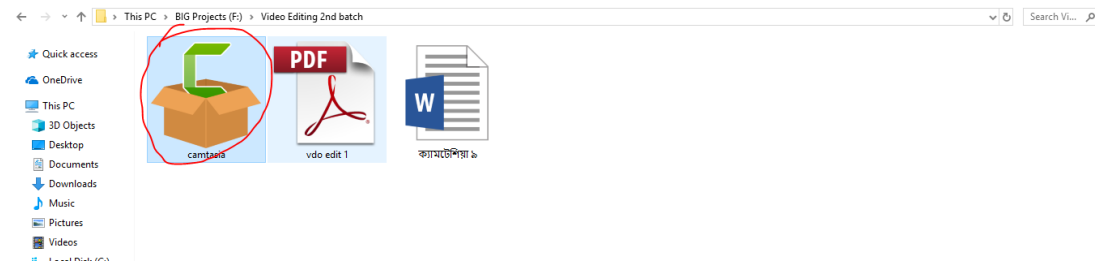 This PC > BIG Projects (F:) > Video Editing 2nd batch
Search Vi...
Quick access
OneDrive
This PC
3D Objects
Desktop
Documents
Downloads
Music
Pictures
Videos
PDF
W
camtasia
vdo edit 1
ক্যামটেশিয়া ৯